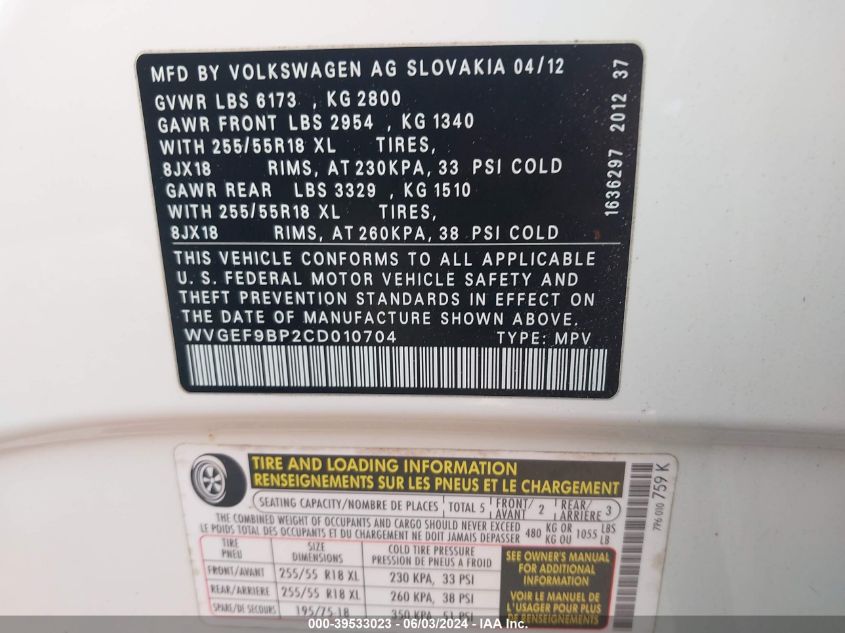 MFD BY VOLKSWAGEN AG SLOVAKIA 04/12
GVWR LBS 6173 , KG 2800
GAWR FRONT LBS 2954 , KG 1340
WITH 255/55R18 XL TIRES,
8JX18 RIMS, AT 230KPA, 33 PSI COLD
GAWR REAR LBS 3329 , KG 1510
WITH 255/55R18 XL TIRES,
8JX18 RIMS, AT 260KPA, 38 PSI COLD
THIS VEHICLE CONFORMS TO ALL APPLICABLE
U. S. FEDERAL MOTOR VEHICLE SAFETY AND
THEFT PREVENTION STANDARDS IN EFFECT ON
THE DATE OF MANUFACTURE SHOWN ABOVE.
WVGEF9BP2CD010704 TYPE: MPV
1636297 2012 37
TIRE AND LOADING INFORMATION
RENSEIGNEMENTS SUR LES PNEUS ET LE CHARGEMENT
SEATING CAPACITY/NOMBRE DE PLACES TOTAL 5 FRONT/AVANT 2 REAR/ARRIERE 3
THE COMBINED WEIGHT OF OCCUPANTS AND CARGO SHOULD NEVER EXCEED
LE POIDS TOTAL DES OCCUPANTS ET DU CHARGEMENT NE DOIT JAMAIS DEPASSER
480 KG OR 1055 LBS
KG OU LB
TIRE PNEU SIZE DIMENSIONS COLD TIRE PRESSURE PRESSION DE PNEUS A FROID
FRONT/AVANT 255/55 R18 XL 230 KPA, 33 PSI
REAR/ARRIERE 255/55 R18 XL 260 KPA, 38 PSI
SPARE/DE SECOURS 195/75-18 350 KPA, 51 PSI
SEE OWNER'S MANUAL
FOR ADDITIONAL
INFORMATION
VOIR LE MANUEL DE
L'USAGER POUR PLUS
DE RENSEIGNEMENTS
7P6 010 759 K
000-39533023 - 06/03/2024 - IAA Inc.